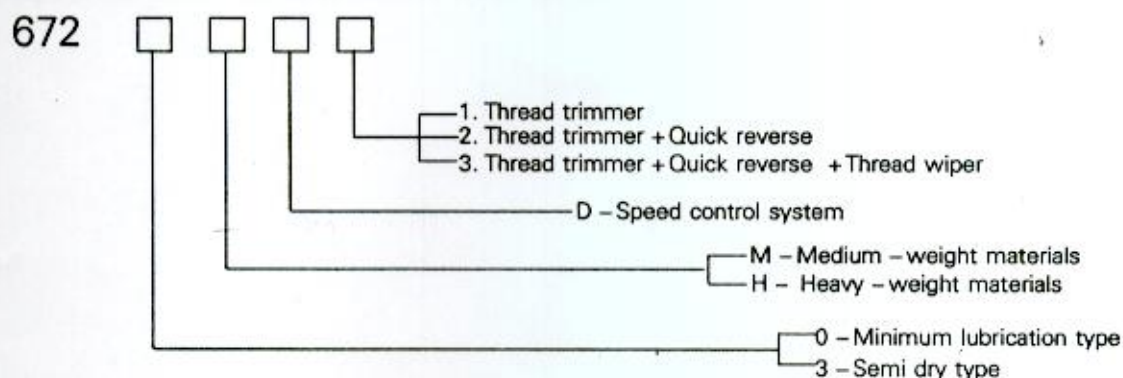 672
1. Thread trimmer
2. Thread trimmer + Quick reverse
3. Thread trimmer + Quick reverse + Thread wiper
D – Speed control system
M – Medium – weight materials
H – Heavy – weight materials
0 – Minimum lubrication type
3 – Semi dry type